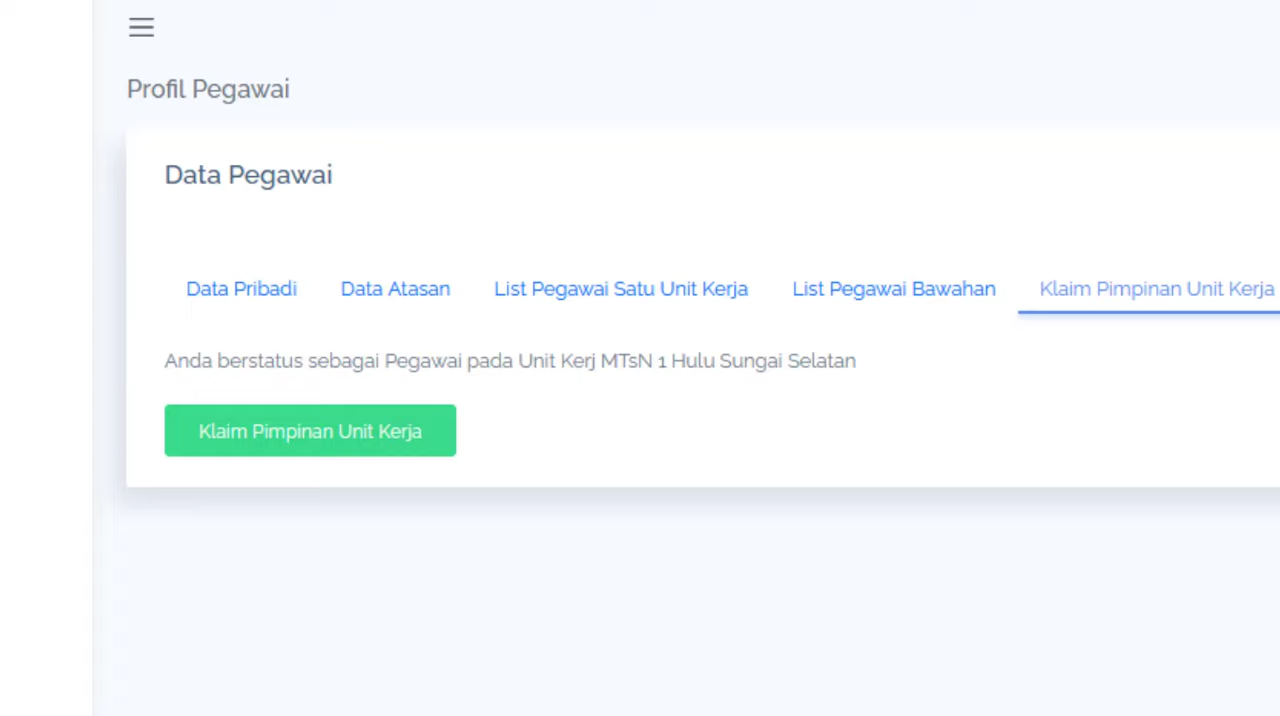 Profil Pegawai
Data Pegawai
Data Pribadi Data Atasan List Pegawai Satu Unit Kerja List Pegawai Bawahan Klaim Pimpinan Unit Kerja
Anda berstatus sebagai Pegawai pada Unit Kerj MTsN 1 Hulu Sungai Selatan
Klaim Pimpinan Unit Kerja